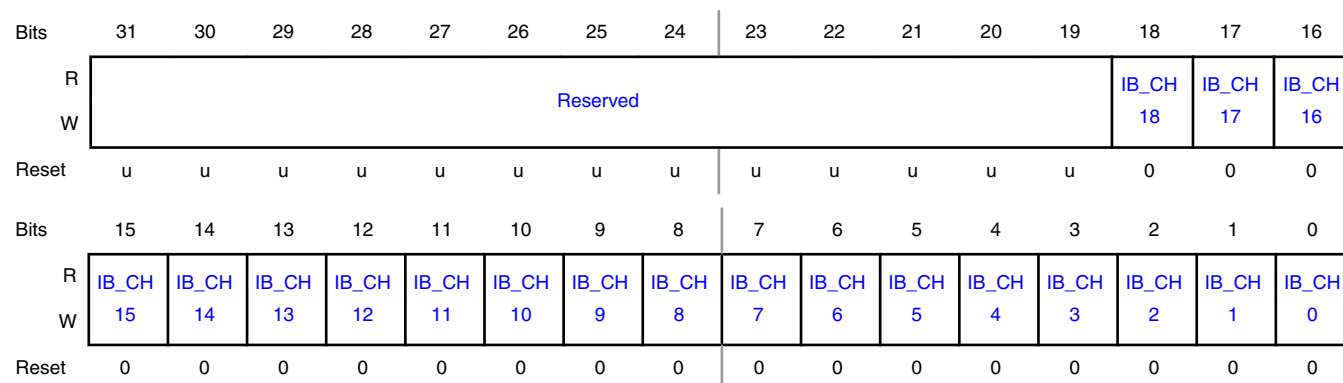 Bits 31 30 29 28 27 26 25 24 23 22 21 20 19 18 17 16
R
Reserved
IB_CH IB_CH IB_CH
18 17 16
W
Reset u u u u u u u u u u u u u 0 0 0
Bits 15 14 13 12 11 10 9 8 7 6 5 4 3 2 1 0
R
IB_CH IB_CH IB_CH IB_CH IB_CH IB_CH IB_CH IB_CH IB_CH IB_CH IB_CH IB_CH IB_CH IB_CH IB_CH IB_CH
15 14 13 12 11 10 9 8 7 6 5 4 3 2 1 0
W
Reset 0 0 0 0 0 0 0 0 0 0 0 0 0 0 0 0